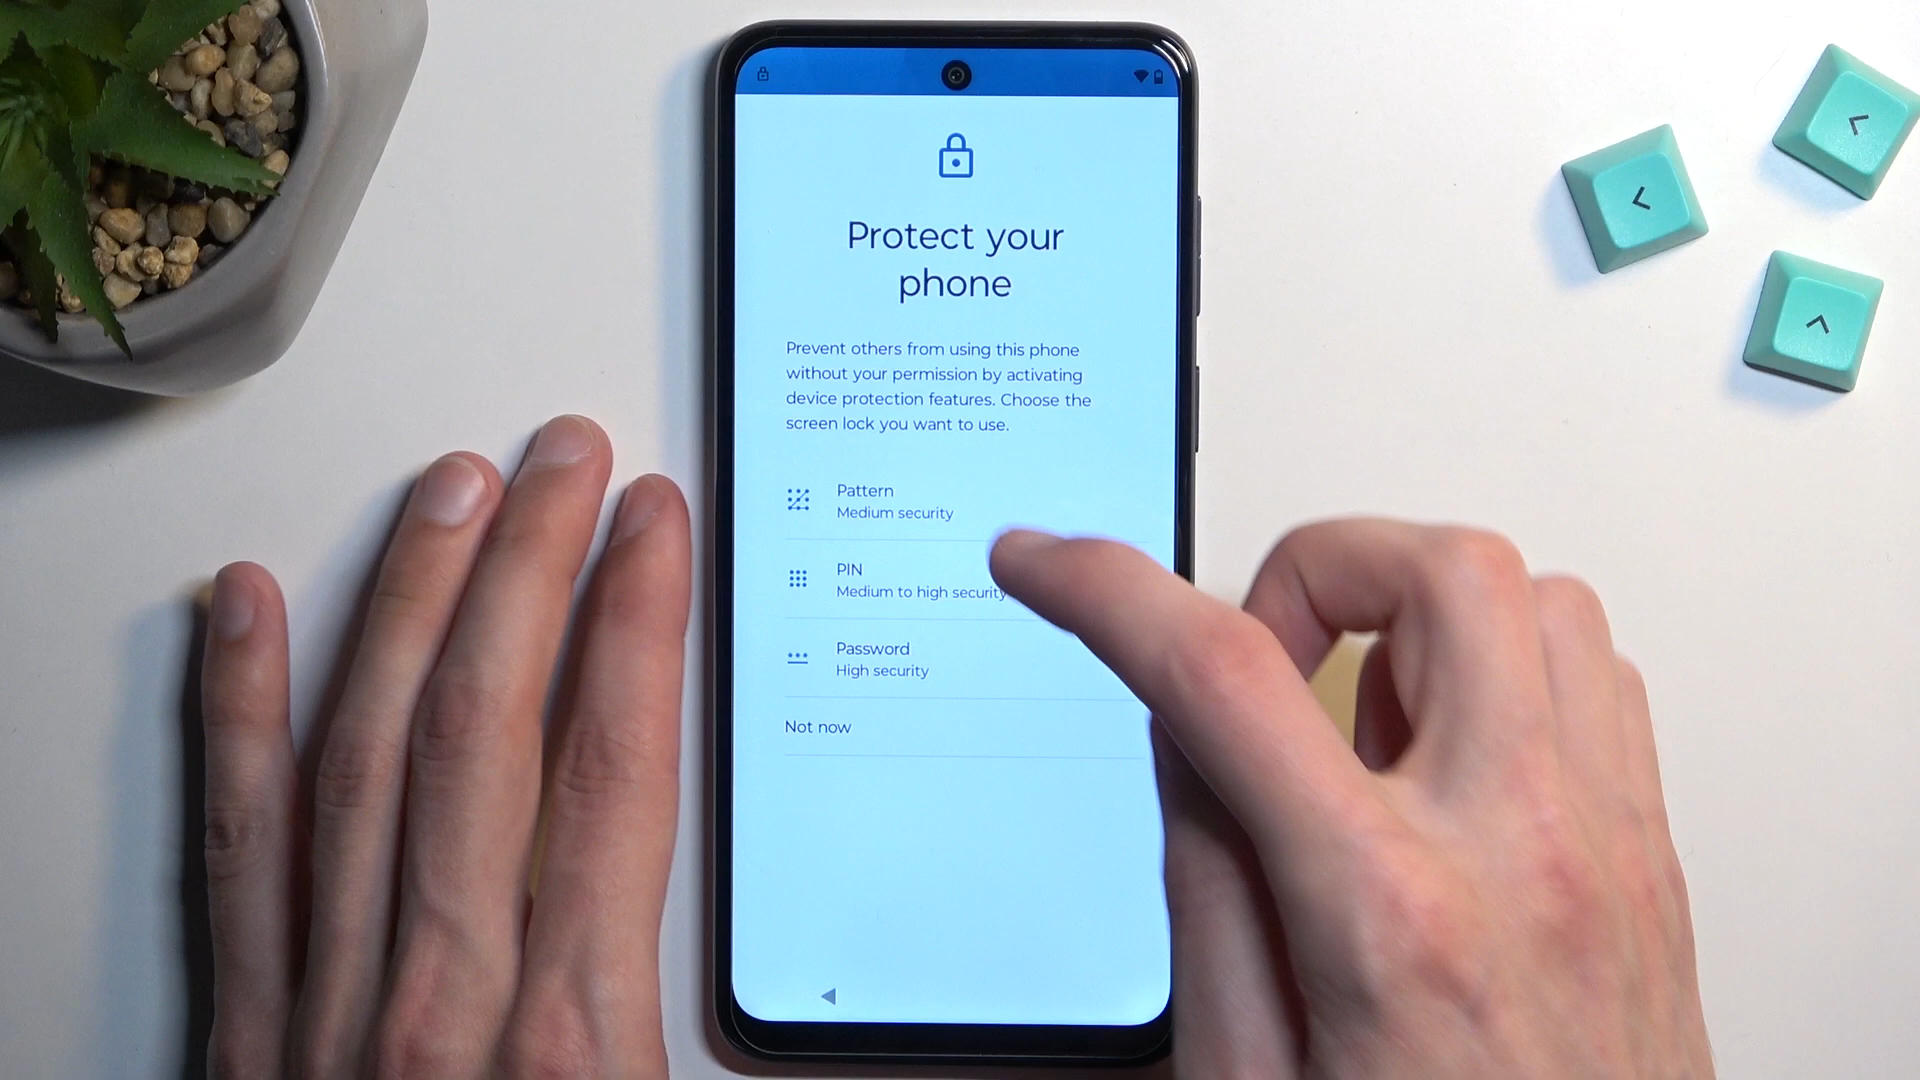 Protect your
phone
Prevent others from using this phone
without your permission by activating
device protection features. Choose the
screen lock you want to use.
Pattern
Medium security
PIN
Medium to high security
Password
High security
Not now